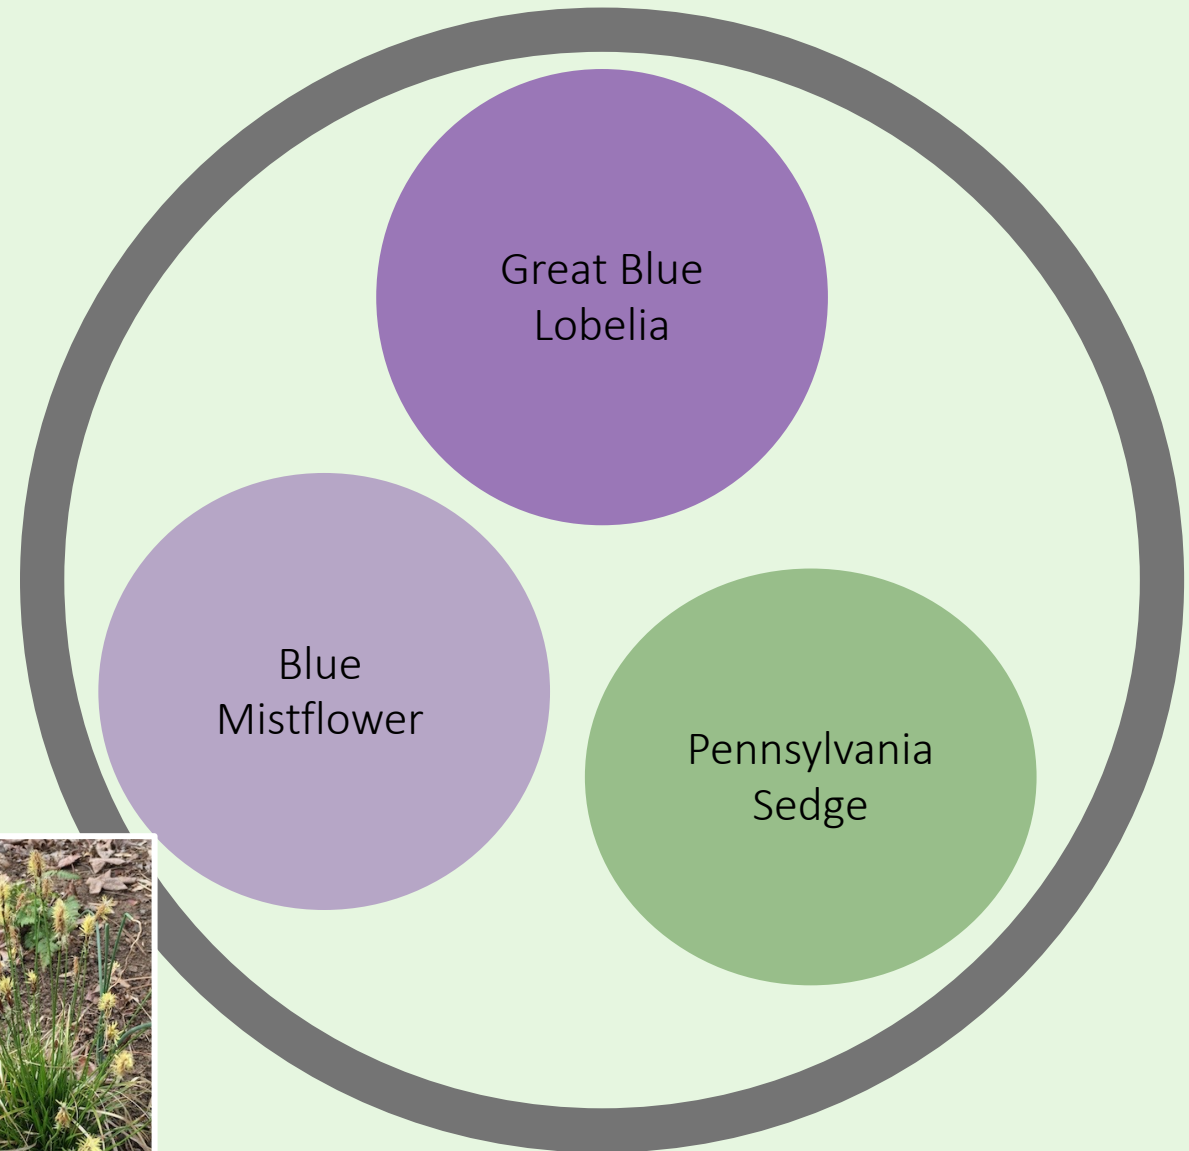 Great Blue
Lobelia
Blue
Mistflower
Pennsylvania
Sedge